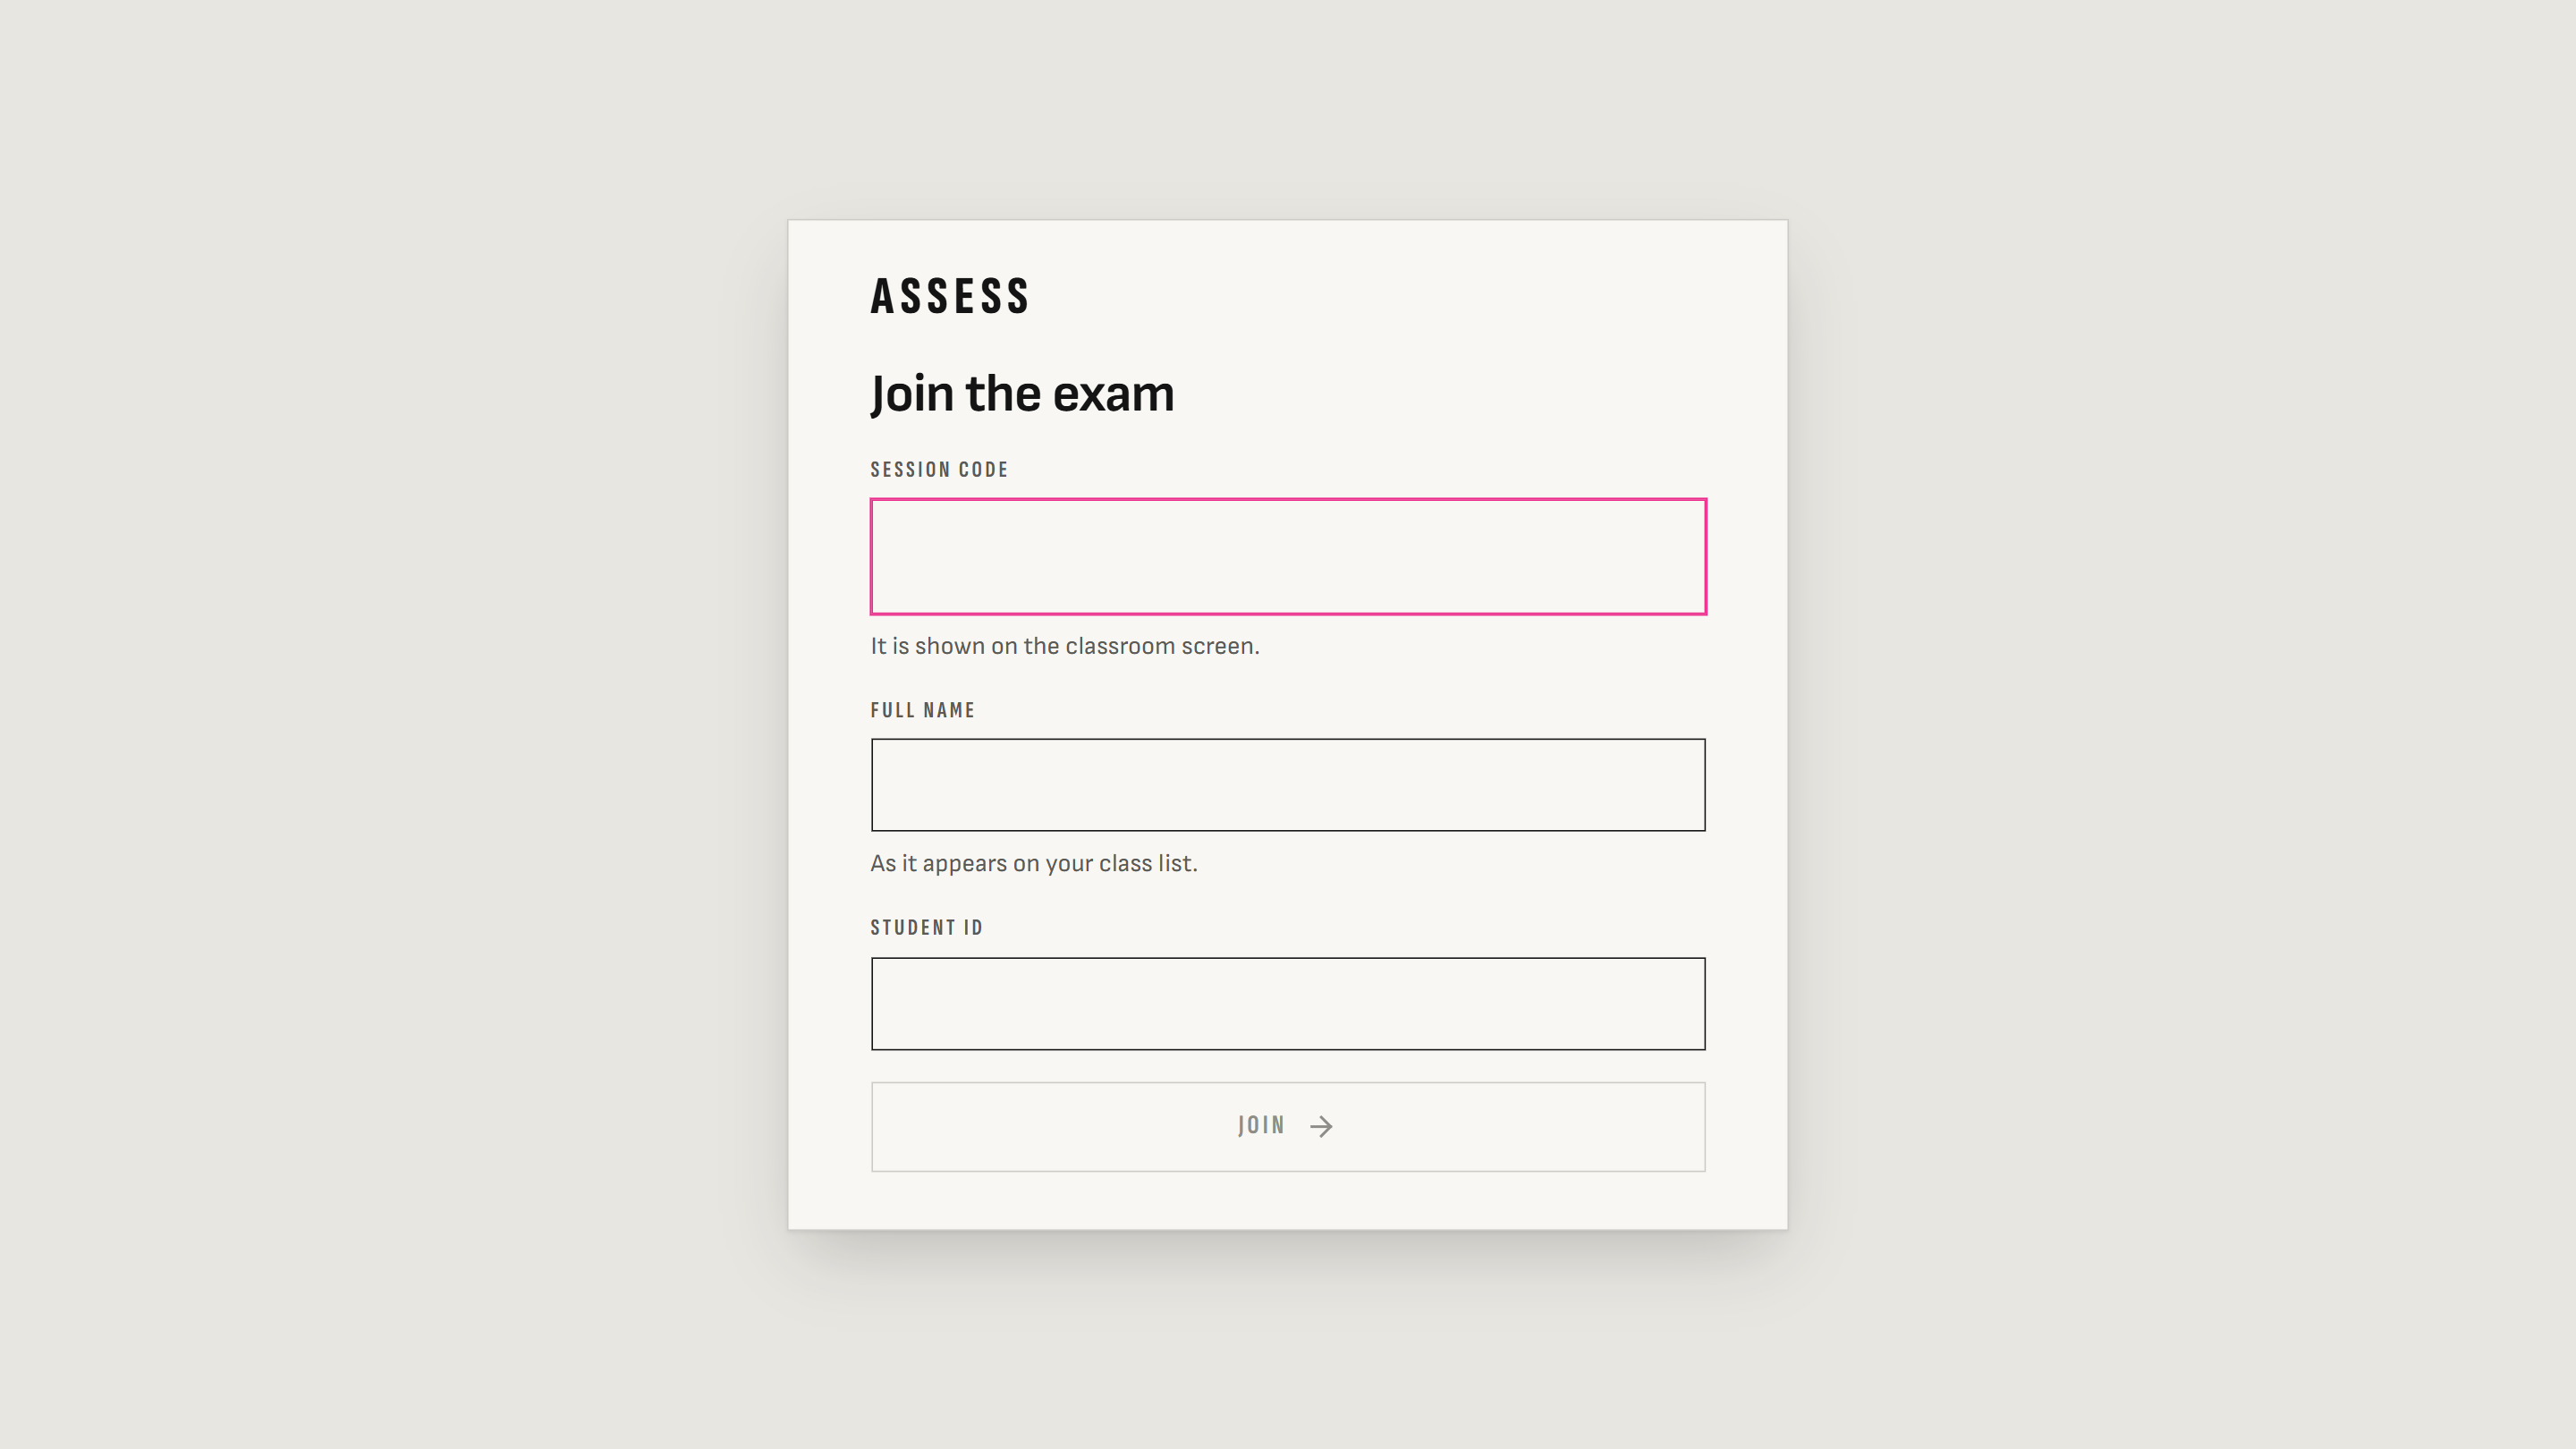 ASSESS
Join the exam
SESSION CODE
It is shown on the classroom screen.
FULL NAME
As it appears on your class list.
STUDENT ID
JOIN →